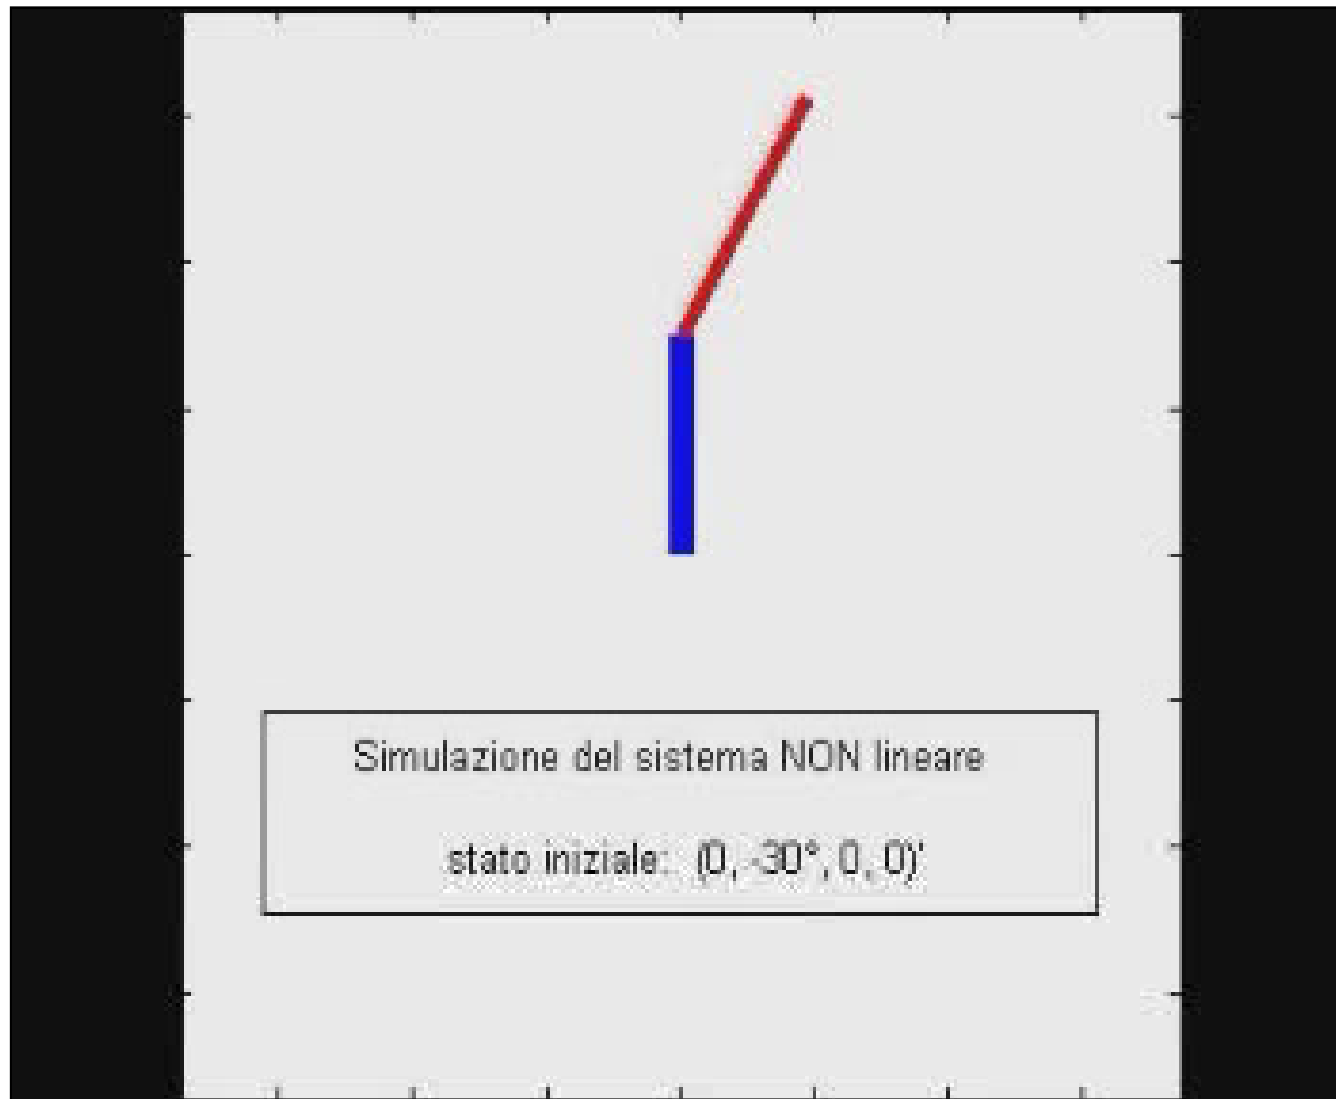 Simulazione del sistema NON lineare
stato iniziale: (0, -30°, 0, 0)'